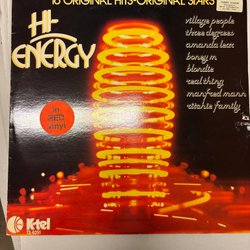 16 ORIGINAL HITS-ORIGINAL STARS
HI-
ENERGY
village people
three degrees
amanda lear
boney m
blondie
real thing
manfred mann
ritchie family
in
RED
vinyl
K-tel